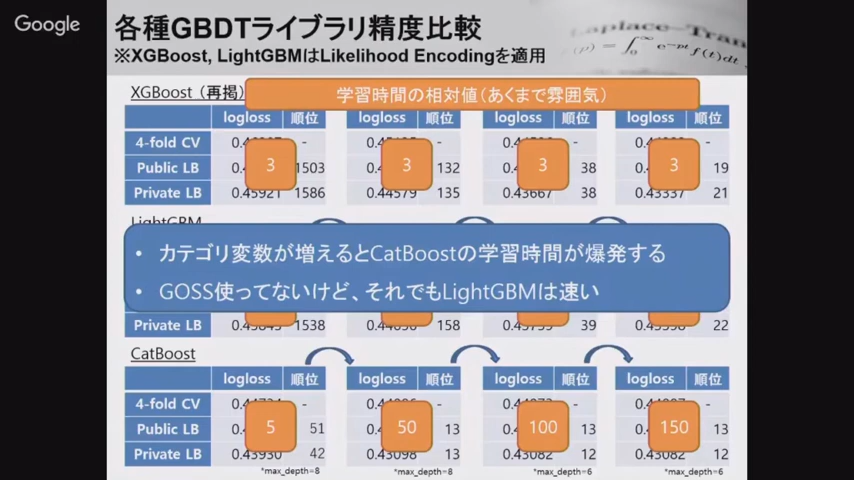 Google
各種GBDTライブラリ精度比較
※XGBoost, LightGBMはLikelihood Encodingを適用
XGBoost (再掲)
学習時間の相対値(あくまで雰囲気)
logloss 順位 logloss 順位 logloss 順位 logloss 順位
4-fold CV - - - -
Public LB 3 1503 3 132 3 38 3 19
Private LB 0.45921 1586 0.44579 135 0.43667 38 0.43337 21
LightGBM
• カテゴリ変数が増えるとCatBoostの学習時間が爆発する
• GOSS使ってないけど、それでもLightGBMは速い
Private LB 1538 158 39 22
CatBoost
logloss 順位 logloss 順位 logloss 順位 logloss 順位
4-fold CV - - - -
Public LB 5 51 50 13 100 13 150 13
Private LB 0.43930 42 0.43098 13 0.43082 12 0.43082 12
*max_depth=8 *max_depth=8 *max_depth=6 *max_depth=6